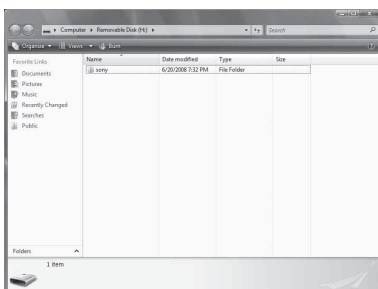 Computer ▸ Removable Disk (H:) ▸
Search
Organize Views Burn
Favorite Links
Documents
Pictures
Music
Recently Changed
Searches
Public
Folders
Name Date modified Type Size
sony 6/20/2008 7:32 PM File Folder
1 item